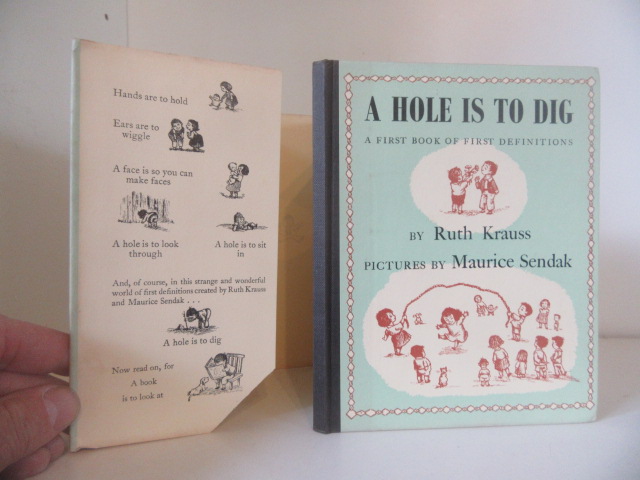 Hands are to hold
Ears are to
wiggle
A face is so you can
make faces
A hole is to look
through
A hole is to sit
in
And, of course, in this strange and wonderful
world of first definitions created by Ruth Krauss
and Maurice Sendak . . .
A hole is to dig
Now read on, for
A book
is to look at
A HOLE IS TO DIG
A FIRST BOOK OF FIRST DEFINITIONS
BY Ruth Krauss
PICTURES BY Maurice Sendak